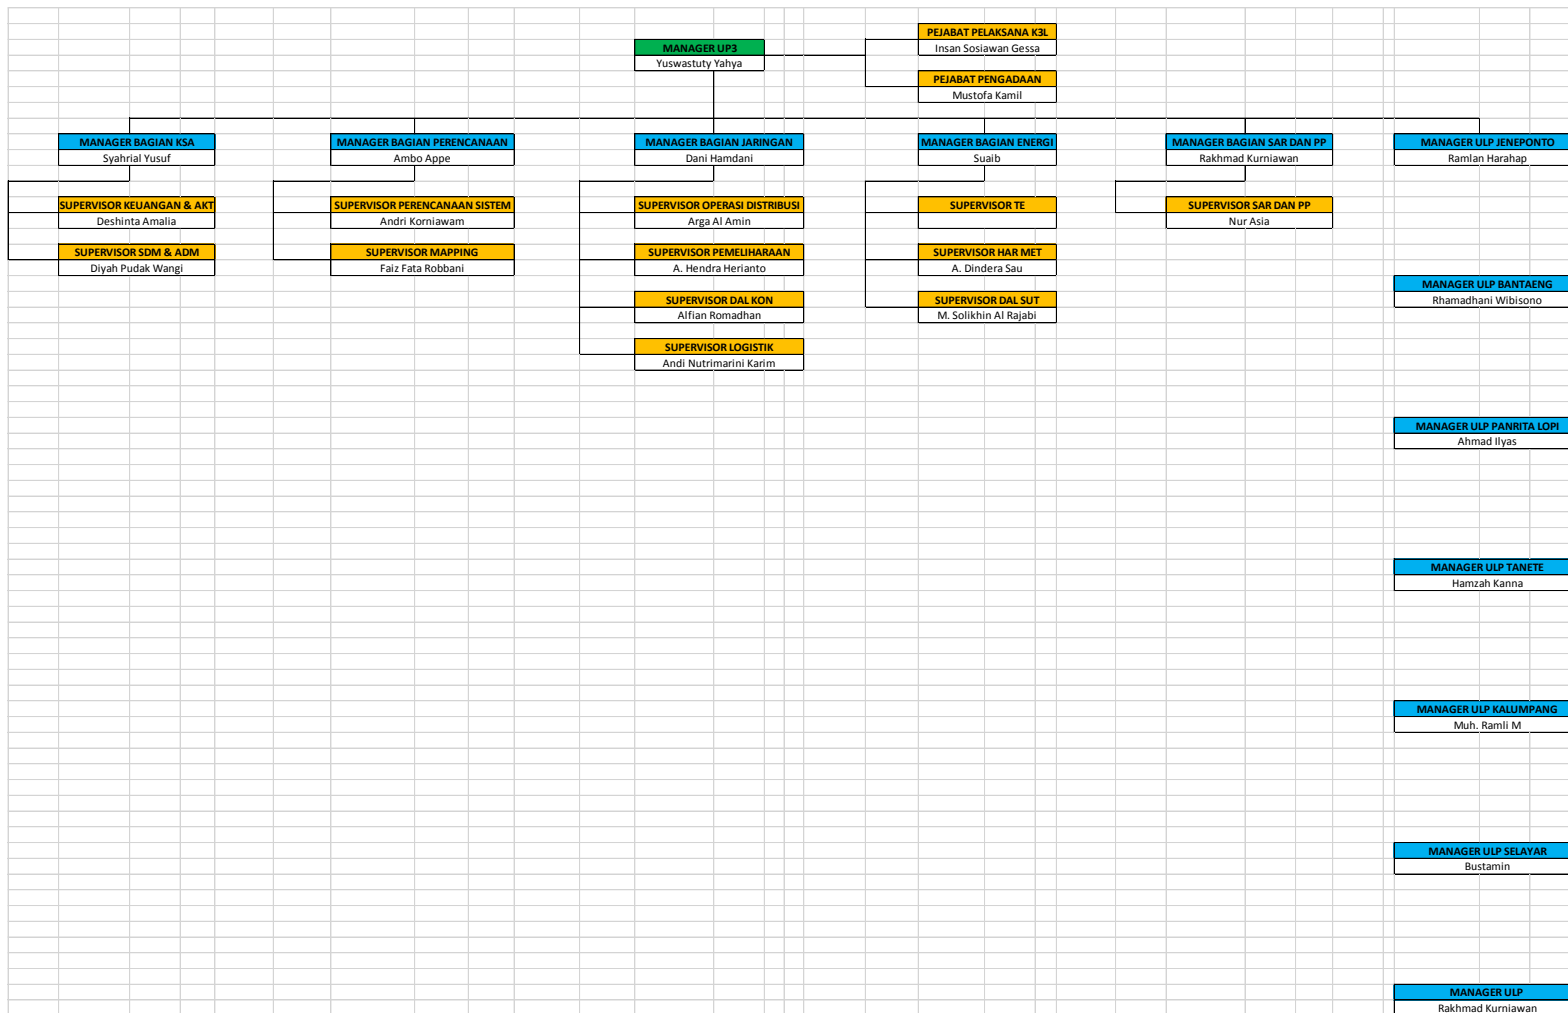 PEJABAT PELAKSANA K3L
Insan Sosiawan Gessa
MANAGER UP3
Yuswastuty Yahya
PEJABAT PENGADAAN
Mustofa Kamil
MANAGER BAGIAN KSA
Syahrial Yusuf
MANAGER BAGIAN PERENCANAAN
Ambo Appe
MANAGER BAGIAN JARINGAN
Dani Hamdani
MANAGER BAGIAN ENERGI
Suaib
MANAGER BAGIAN SAR DAN PP
Rakhmad Kurniawan
MANAGER ULP JENEPONTO
Ramlan Harahap
SUPERVISOR KEUANGAN & AKT
Deshinta Amalia
SUPERVISOR PERENCANAAN SISTEM
Andri Korniawam
SUPERVISOR OPERASI DISTRIBUSI
Arga Al Amin
SUPERVISOR TE
SUPERVISOR SAR DAN PP
Nur Asia
SUPERVISOR SDM & ADM
Diyah Pudak Wangi
SUPERVISOR MAPPING
Faiz Fata Robbani
SUPERVISOR PEMELIHARAAN
A. Hendra Herianto
SUPERVISOR HAR MET
A. Dindera Sau
MANAGER ULP BANTAENG
Rhamadhani Wibisono
SUPERVISOR DAL KON
Alfian Romadhan
SUPERVISOR DAL SUT
M. Solikhin Al Rajabi
SUPERVISOR LOGISTIK
Andi Nutrimarini Karim
MANAGER ULP PANRITA LOPI
Ahmad Ilyas
MANAGER ULP TANETE
Hamzah Kanna
MANAGER ULP KALUMPANG
Muh. Ramli M
MANAGER ULP SELAYAR
Bustamin
MANAGER ULP
Rakhmad Kurniawan